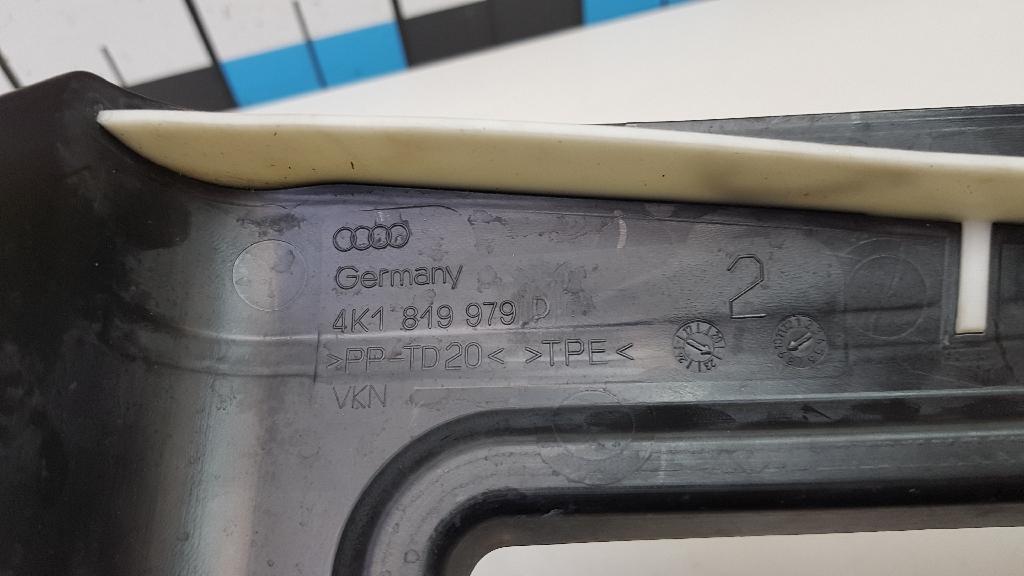 Germany
4K1 819 979 D
>PP-TD20< >TPE<
VKN
2